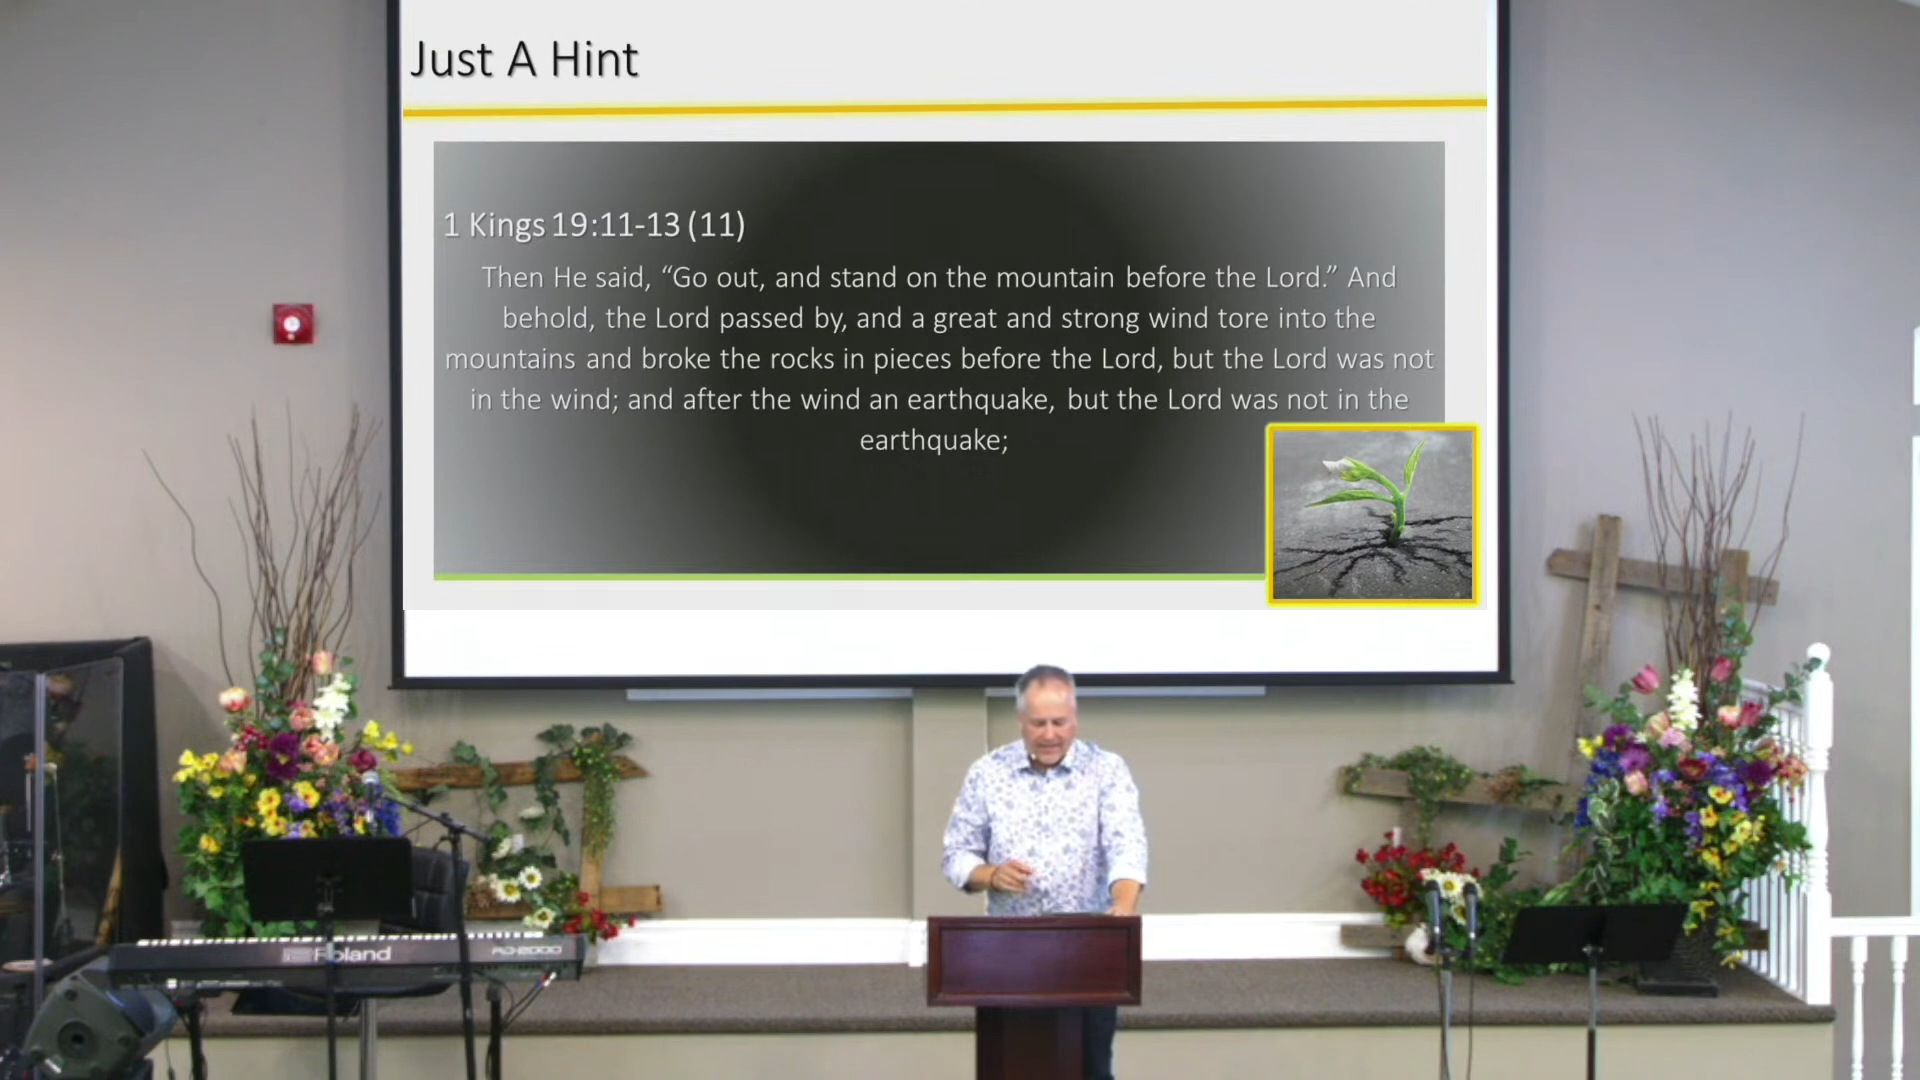 Just A Hint
1 Kings 19:11-13 (11)
Then He said, “Go out, and stand on the mountain before the Lord.” And
behold, the Lord passed by, and a great and strong wind tore into the
mountains and broke the rocks in pieces before the Lord, but the Lord was not
in the wind; and after the wind an earthquake, but the Lord was not in the
earthquake;
Roland
RD-2000